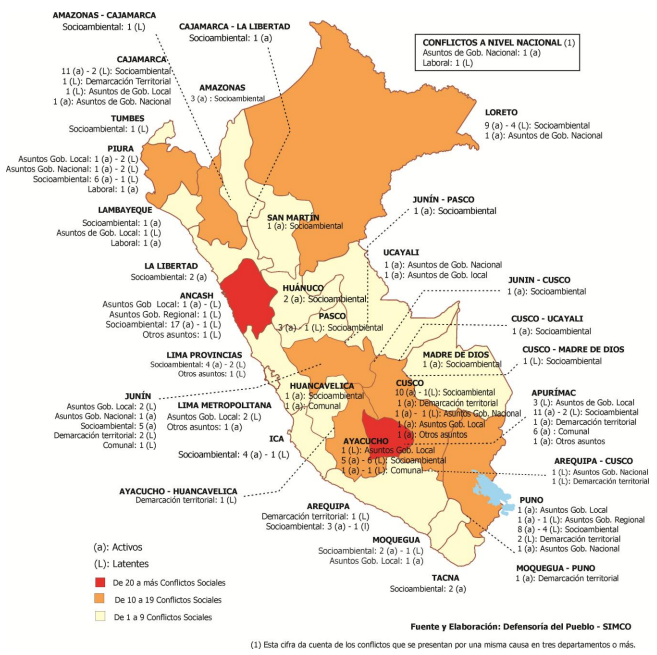 AMAZONAS - CAJAMARCA
Socioambiental: 1 (L)
CAJAMARCA - LA LIBERTAD
Socioambiental: 1 (a)
CONFLICTOS A NIVEL NACIONAL (1)
Asuntos de Gob. Nacional: 1 (a)
Laboral: 1 (L)
CAJAMARCA
11 (a) - 2 (L): Socioambiental
1 (L): Demarcación Territorial
1 (L): Asuntos de Gob. Local
1 (a): Asuntos de Gob. Nacional
AMAZONAS
3 (a) : Socioambiental
LORETO
9 (a) - 4 (L): Socioambiental
1 (a): Asuntos de Gob. Nacional
TUMBES
Socioambiental: 1 (L)
PIURA
Asuntos Gob. Local: 1 (a) - 2 (L)
Asuntos Gob. Nacional: 1 (a) - 2 (L)
Socioambiental: 6 (a) - 1 (L)
Laboral: 1 (a)
LAMBAYEQUE
Socioambiental: 1 (a)
Asuntos de Gob. Local: 1 (L)
Laboral: 1 (a)
SAN MARTÍN
1 (a): Socioambiental
JUNÍN - PASCO
1 (a): Socioambiental
UCAYALI
1 (a): Asuntos de Gob. Nacional
1 (a): Asuntos de Gob. local
LA LIBERTAD
Socioambiental: 2 (a)
JUNIN - CUSCO
1 (a): Socioambiental
HUÁNUCO
2 (a): Socioambiental
ANCASH
Asuntos Gob. Local: 1 (a) - (L)
Asuntos Gob. Regional: 1 (L)
Socioambiental: 17 (a) - 1 (L)
Otros asuntos: 1 (L)
PASCO
3 (a) - 1 (L): Socioambiental
CUSCO - UCAYALI
1 (a): Socioambiental
LIMA PROVINCIAS
Socioambiental: 4 (a) - 2 (L)
Otros asuntos: 1 (L)
MADRE DE DIOS
1 (a): Socioambiental
CUSCO - MADRE DE DIOS
1 (L): Socioambiental
JUNÍN
Asuntos Gob. Local: 2 (L)
Asuntos Gob. Nacional: 1 (a)
Socioambiental: 5 (a)
Demarcación territorial: 2 (L)
Comunal: 1 (L)
HUANCAVELICA
1 (a): Socioambiental
1 (a): Comunal
CUSCO
10 (a) - 1(L): Socioambiental
1 (a): Demarcación territorial
1 (a) - 1 (L): Asuntos Gob. Nacional
1 (a): Asuntos Gob. Local
1 (a): Otros asuntos
APURÍMAC
3 (L): Asuntos de Gob. Local
11 (a) - 2 (L): Socioambiental
1 (a): Demarcación territorial
6 (a) : Comunal
1 (a): Otros asuntos
LIMA METROPOLITANA
Asuntos Gob. Local: 2 (L)
Otros asuntos: 1 (a)
ICA
Socioambiental: 4 (a) - 1 (L)
AYACUCHO
1 (L): Asuntos Gob. Local
5 (a) - 6 (L): Socioambiental
1 (a) - 1 (L): Comunal
AREQUIPA - CUSCO
1 (L): Asuntos Gob. Nacional
1 (L): Demarcación territorial
AYACUCHO - HUANCAVELICA
Demarcación territorial: 1 (L)
AREQUIPA
Demarcación territorial: 1 (L)
Socioambiental: 3 (a) - 1 (l)
PUNO
1 (a): Asuntos Gob. Local
1 (a) - 1 (L): Asuntos Gob. Regional
8 (a) - 4 (L): Socioambiental
2 (L): Demarcación territorial
1 (a): Asuntos Gob. Nacional
MOQUEGUA
Socioambiental: 2 (a) - 1 (L)
Asuntos Gob. Local: 1 (a)
MOQUEGUA - PUNO
1 (a): Demarcación territorial
TACNA
Socioambiental: 2 (a)
(a): Activos
(L): Latentes
De 20 a más Conflictos Sociales
De 10 a 19 Conflictos Sociales
De 1 a 9 Conflictos Sociales
Fuente y Elaboración: Defensoría del Pueblo - SIMCO
(1) Esta cifra da cuenta de los conflictos que se presentan por una misma causa en tres departamentos o más.